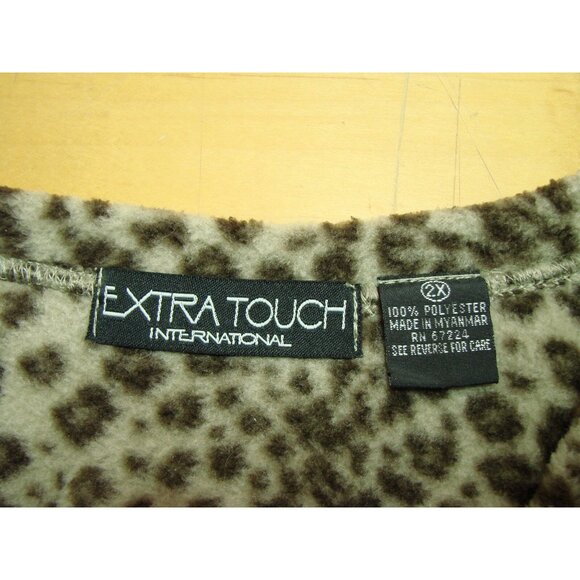 EXTRA TOUCH
INTERNATIONAL
2X
100% POLYESTER
MADE IN MYANMAR
RN 67224
SEE REVERSE FOR CARE